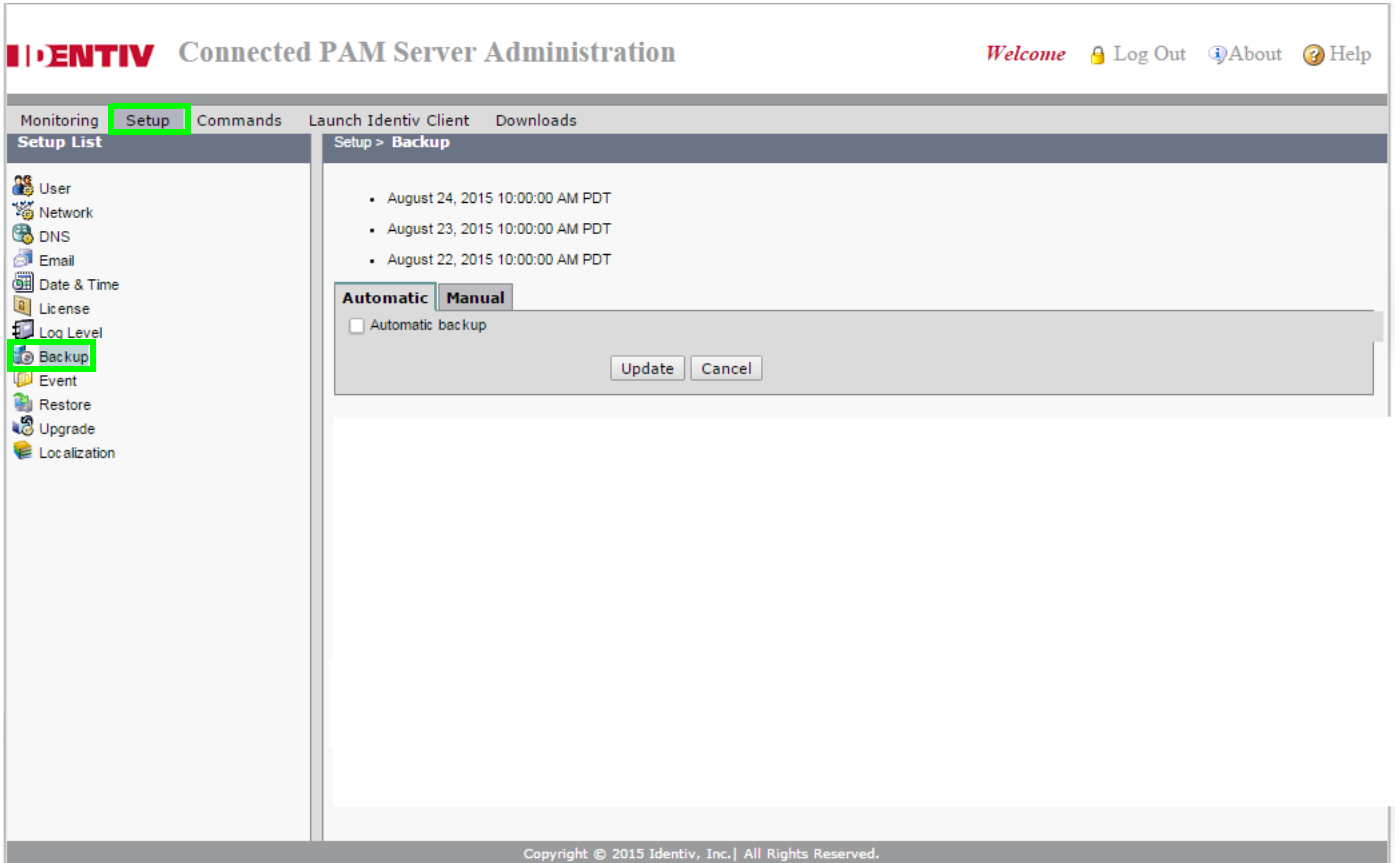 IDENTIV Connected PAM Server Administration Welcome Log Out About Help
Monitoring Setup Commands Launch Identiv Client Downloads
Setup List
Setup > Backup
User
Network
DNS
Email
Date & Time
License
Log Level
Backup
Event
Restore
Upgrade
Localization
• August 24, 2015 10:00:00 AM PDT
• August 23, 2015 10:00:00 AM PDT
• August 22, 2015 10:00:00 AM PDT
Automatic Manual
Automatic backup
Update Cancel
Copyright © 2015 Identiv, Inc.| All Rights Reserved.